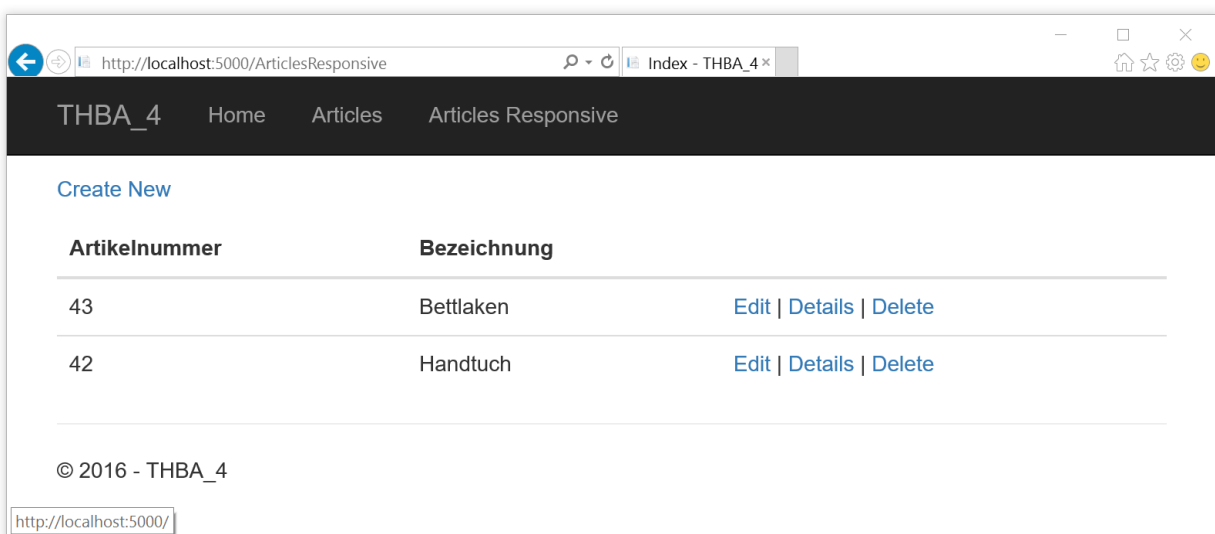 http://localhost:5000/ArticlesResponsive Index - THBA_4 ×
THBA_4 Home Articles Articles Responsive
Create New
Artikelnummer Bezeichnung
43 Bettlaken Edit | Details | Delete
42 Handtuch Edit | Details | Delete
© 2016 - THBA_4
http://localhost:5000/